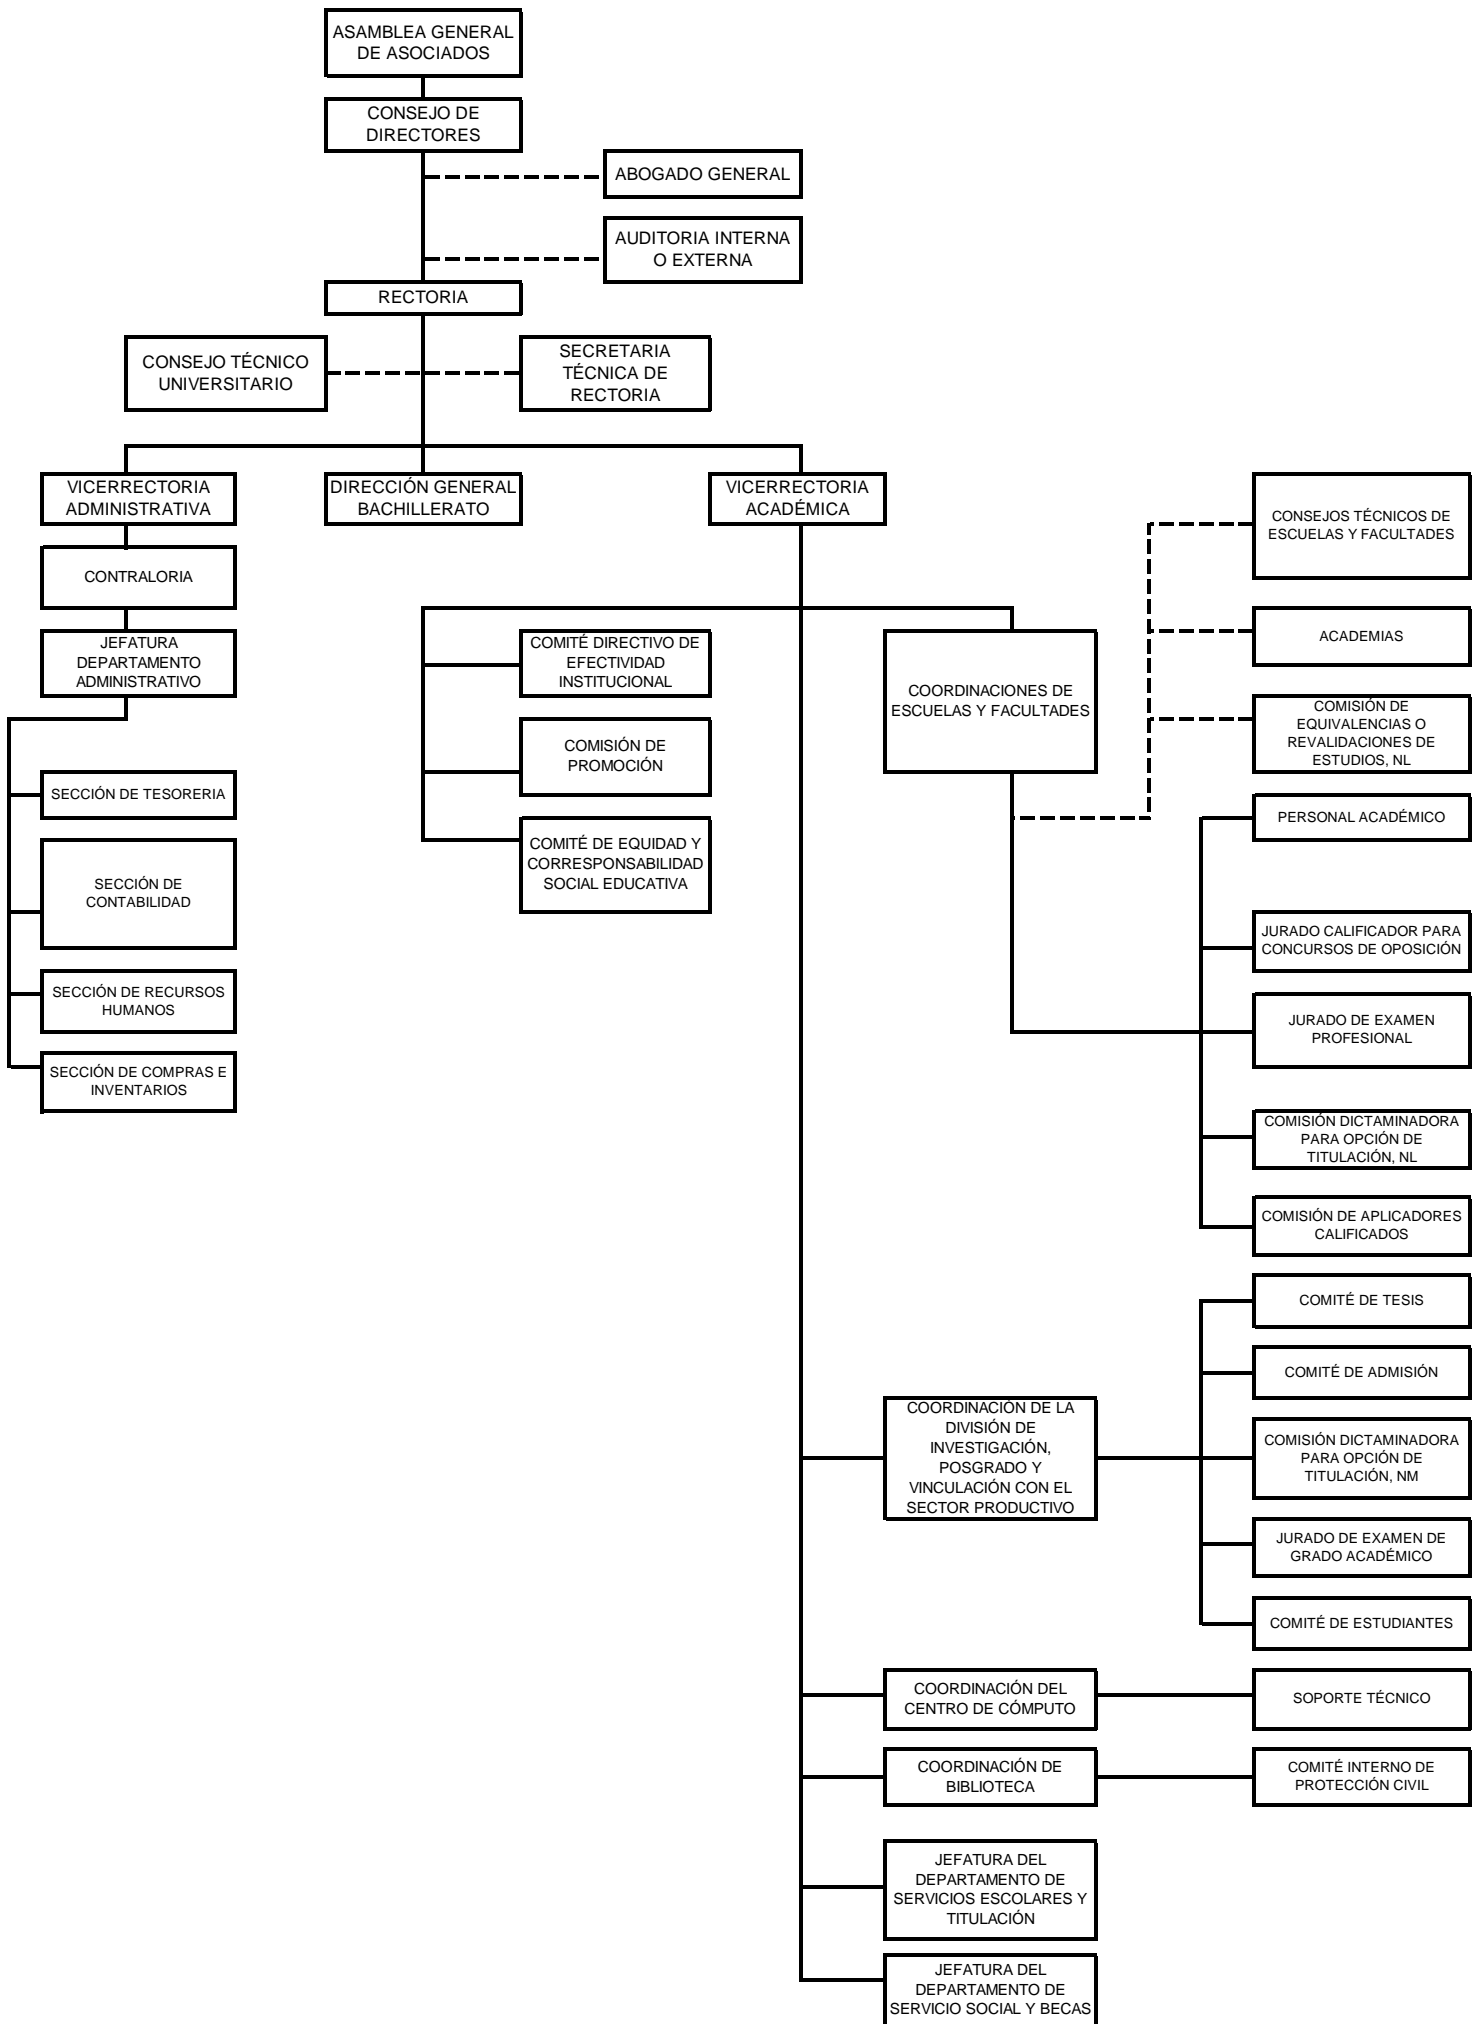 ASAMBLEA GENERAL
DE ASOCIADOS
CONSEJO DE
DIRECTORES
ABOGADO GENERAL
AUDITORIA INTERNA
O EXTERNA
RECTORIA
CONSEJO TÉCNICO
UNIVERSITARIO
SECRETARIA
TÉCNICA DE
RECTORIA
VICERRECTORIA
ADMINISTRATIVA
DIRECCIÓN GENERAL
BACHILLERATO
VICERRECTORIA
ACADÉMICA
CONTRALORIA
JEFATURA
DEPARTAMENTO
ADMINISTRATIVO
SECCIÓN DE TESORERIA
SECCIÓN DE
CONTABILIDAD
SECCIÓN DE RECURSOS
HUMANOS
SECCIÓN DE COMPRAS E
INVENTARIOS
COMITÉ DIRECTIVO DE
EFECTIVIDAD
INSTITUCIONAL
COMISIÓN DE
PROMOCIÓN
COMITÉ DE EQUIDAD Y
CORRESPONSABILIDAD
SOCIAL EDUCATIVA
COORDINACIONES DE
ESCUELAS Y FACULTADES
CONSEJOS TÉCNICOS DE
ESCUELAS Y FACULTADES
ACADEMIAS
COMISIÓN DE
EQUIVALENCIAS O
REVALIDACIONES DE
ESTUDIOS, NL
PERSONAL ACADÉMICO
JURADO CALIFICADOR PARA
CONCURSOS DE OPOSICIÓN
JURADO DE EXAMEN
PROFESIONAL
COMISIÓN DICTAMINADORA
PARA OPCIÓN DE
TITULACIÓN, NL
COMISIÓN DE APLICADORES
CALIFICADOS
COORDINACIÓN DE LA
DIVISIÓN DE
INVESTIGACIÓN,
POSGRADO Y
VINCULACIÓN CON EL
SECTOR PRODUCTIVO
COMITÉ DE TESIS
COMITÉ DE ADMISIÓN
COMISIÓN DICTAMINADORA
PARA OPCIÓN DE
TITULACIÓN, NM
JURADO DE EXAMEN DE
GRADO ACADÉMICO
COMITÉ DE ESTUDIANTES
COORDINACIÓN DEL
CENTRO DE CÓMPUTO
SOPORTE TÉCNICO
COORDINACIÓN DE
BIBLIOTECA
COMITÉ INTERNO DE
PROTECCIÓN CIVIL
JEFATURA DEL
DEPARTAMENTO DE
SERVICIOS ESCOLARES Y
TITULACIÓN
JEFATURA DEL
DEPARTAMENTO DE
SERVICIO SOCIAL Y BECAS